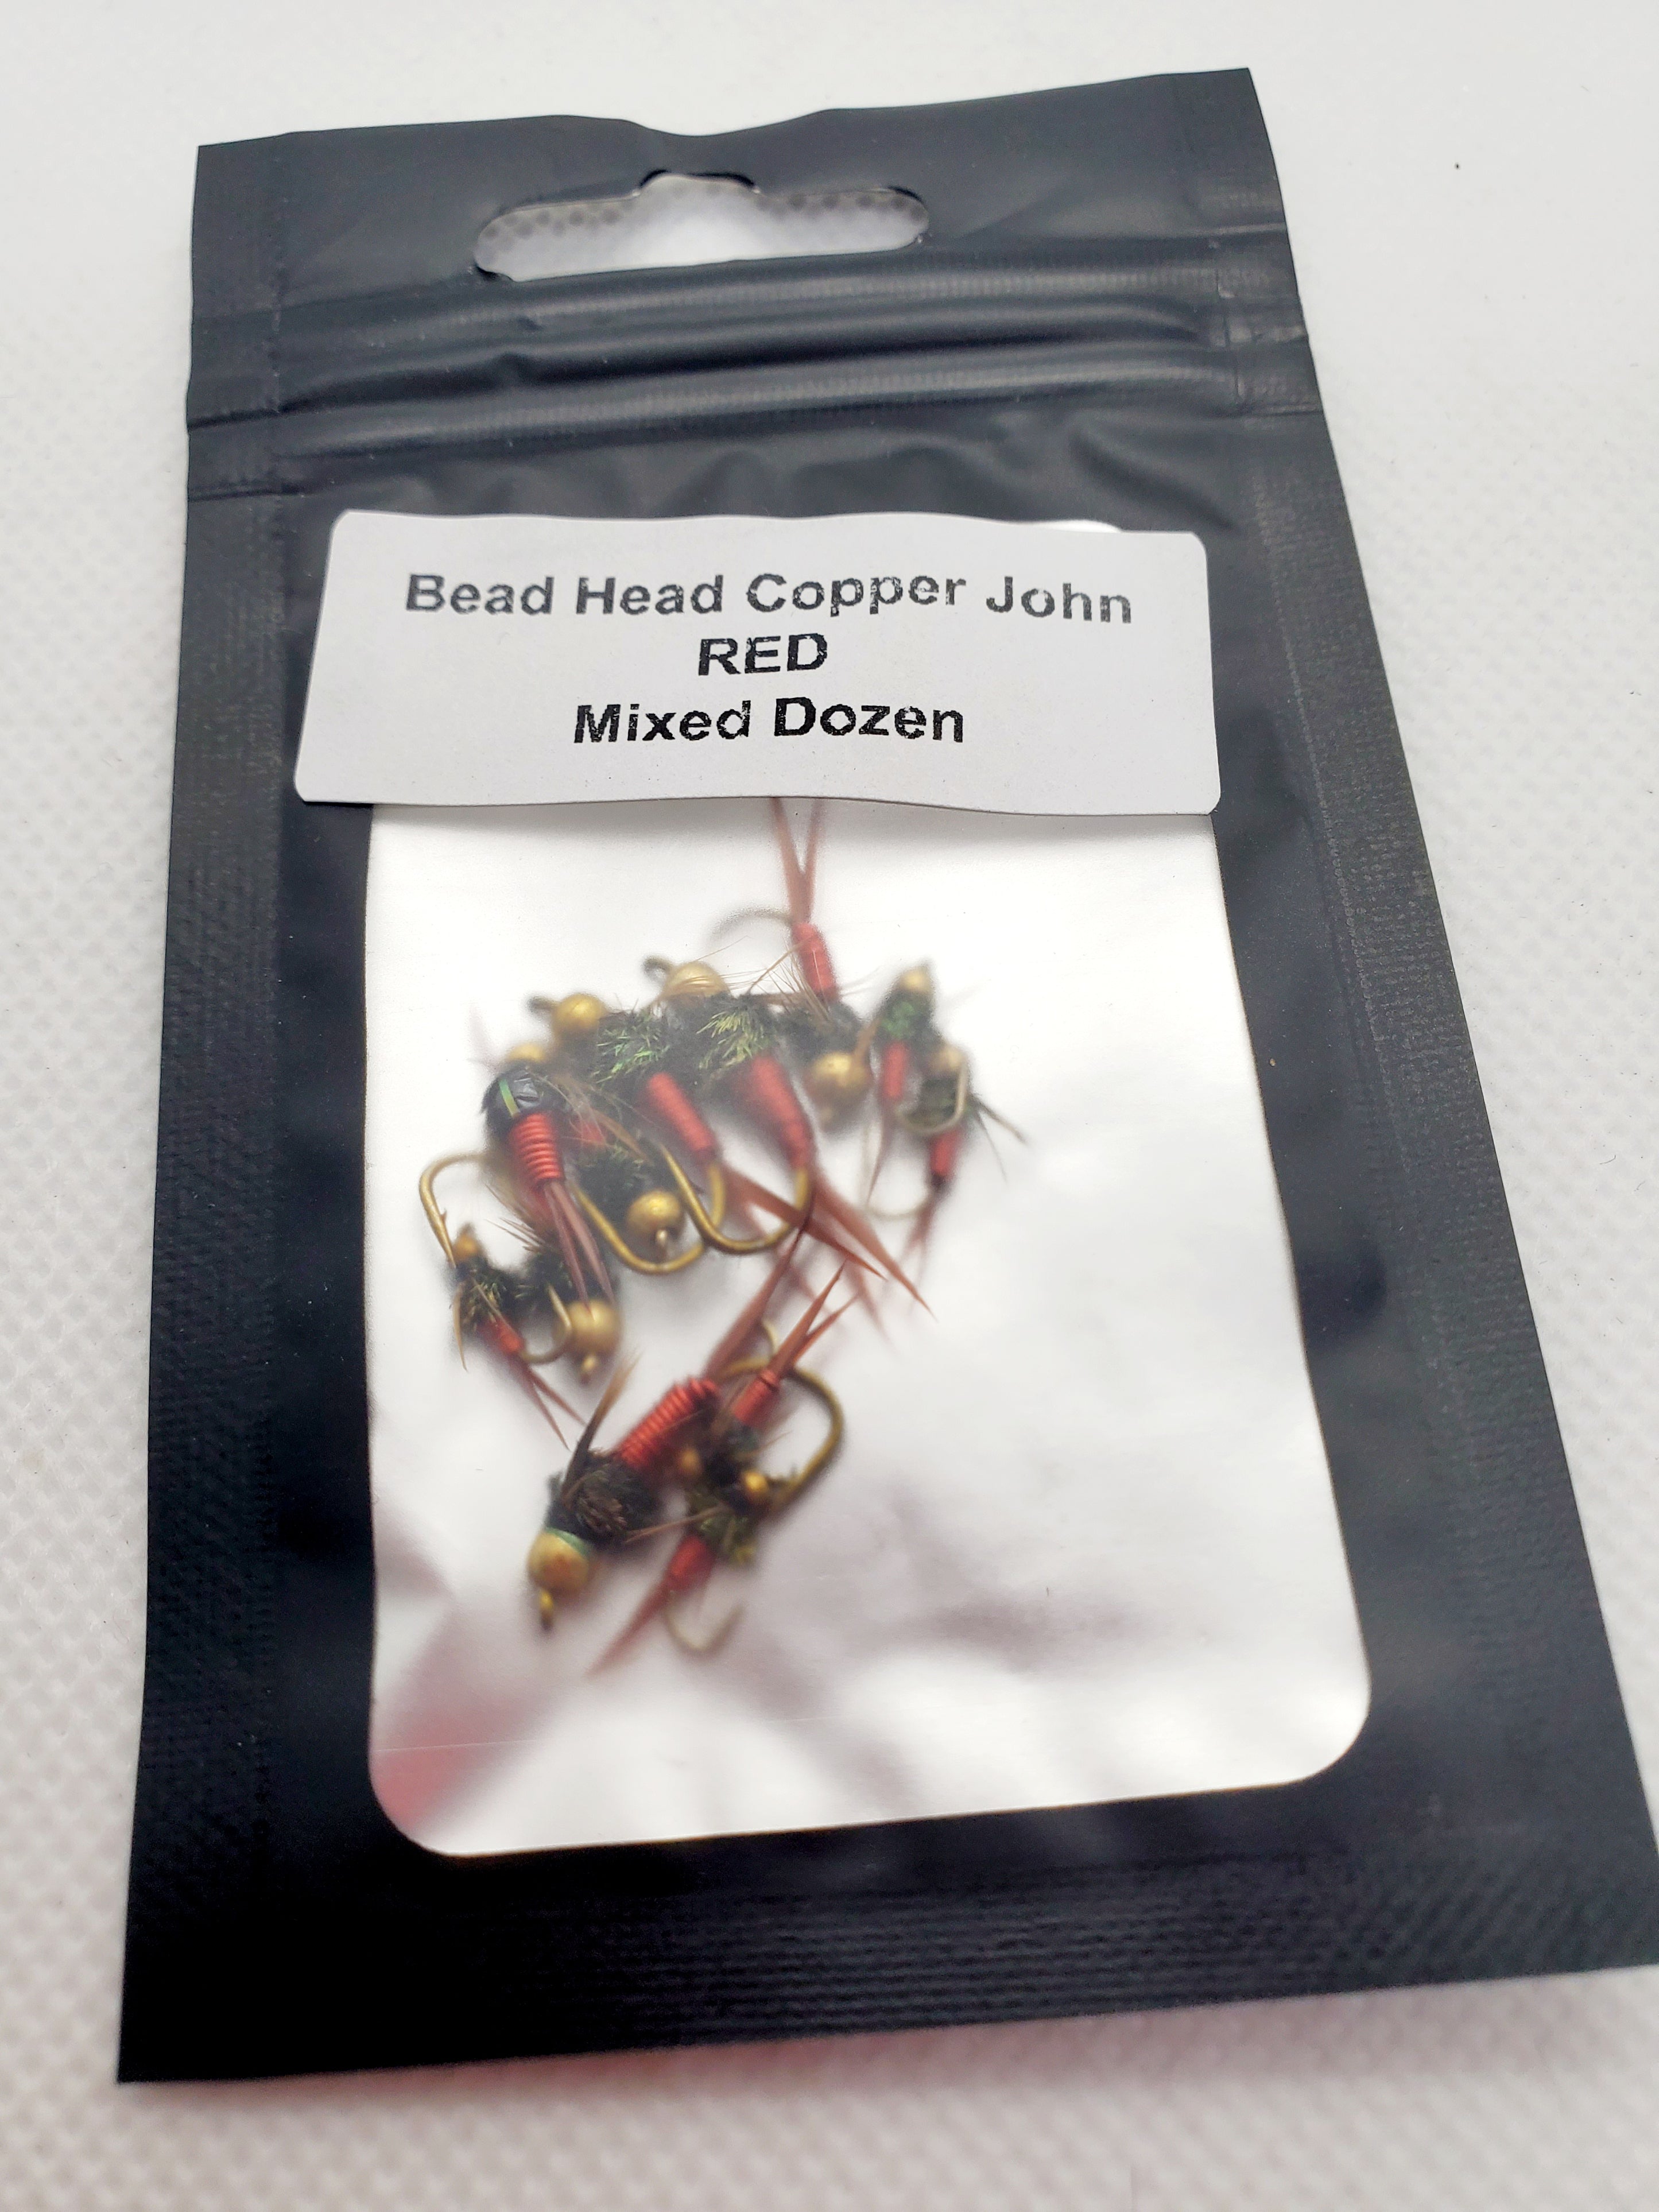 Bead Head Copper John
RED
Mixed Dozen